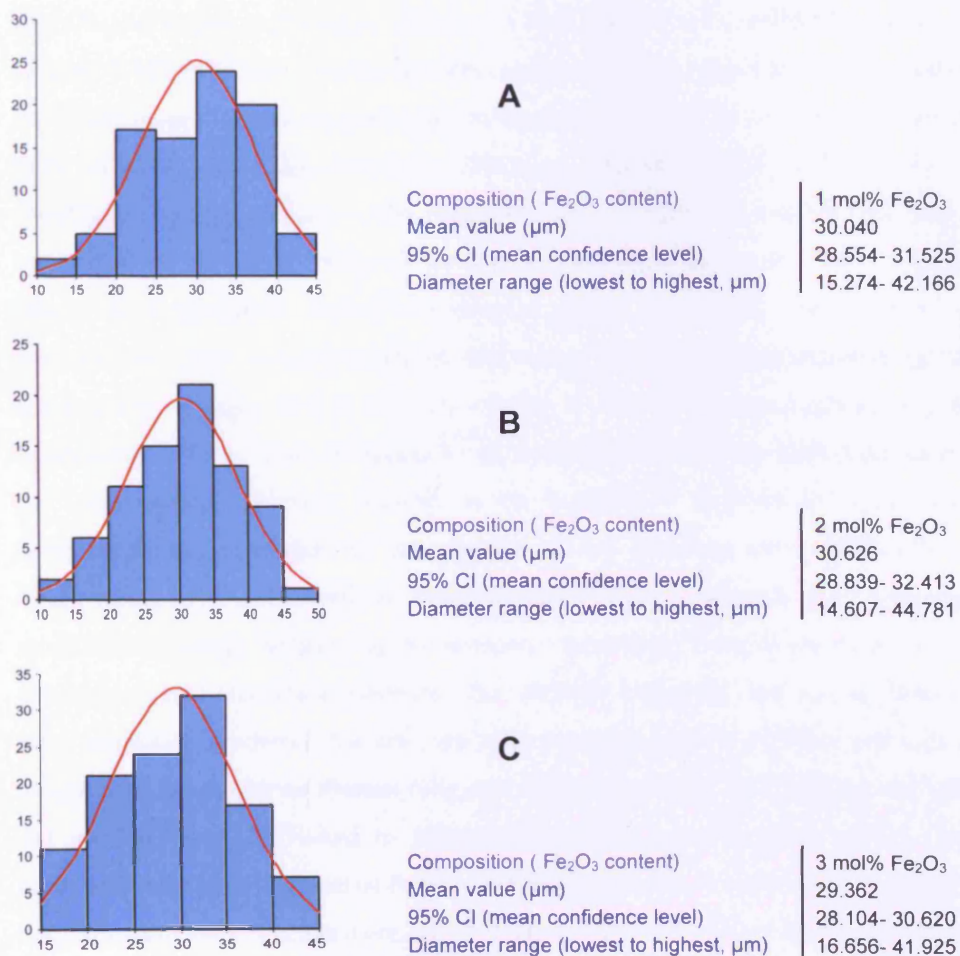 30
25
20
15
10
5
0
10 15 20 25 30 35 40 45
A
Composition ( Fe₂O₃ content) 1 mol% Fe₂O₃
Mean value (µm) 30.040
95% CI (mean confidence level) 28.554- 31.525
Diameter range (lowest to highest, µm) 15.274- 42.166
25
20
15
10
5
0
10 15 20 25 30 35 40 45 50
B
Composition ( Fe₂O₃ content) 2 mol% Fe₂O₃
Mean value (µm) 30.626
95% CI (mean confidence level) 28.839- 32.413
Diameter range (lowest to highest, µm) 14.607- 44.781
35
30
25
20
15
10
5
0
15 20 25 30 35 40 45
C
Composition ( Fe₂O₃ content) 3 mol% Fe₂O₃
Mean value (µm) 29.362
95% CI (mean confidence level) 28.104- 30.620
Diameter range (lowest to highest, µm) 16.656- 41.925